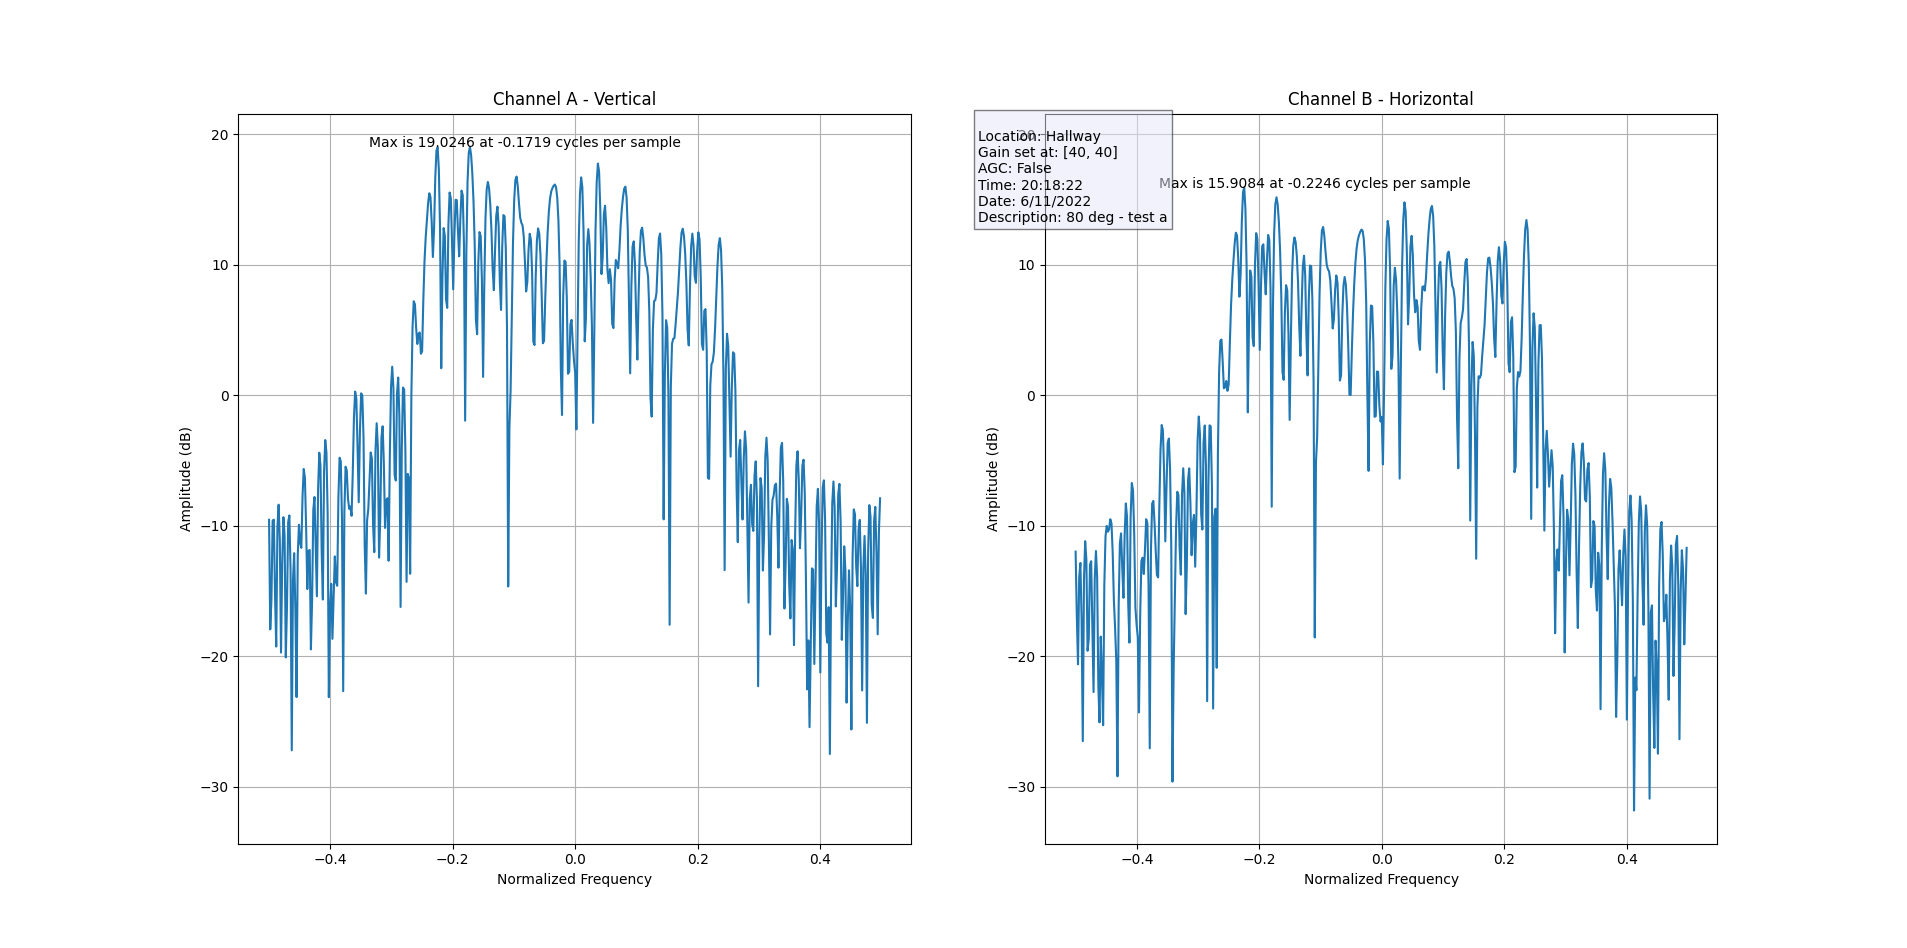 Channel A - Vertical
Max is 19.0246 at -0.1719 cycles per sample
20
10
0
−10
−20
−30
Amplitude (dB)
−0.4 −0.2 0.0 0.2 0.4
Normalized Frequency
Channel B - Horizontal
Location: Hallway
Gain set at: [40, 40]
AGC: False
Time: 20:18:22
Date: 6/11/2022
Description: 80 deg - test a
Max is 15.9084 at -0.2246 cycles per sample
20
10
0
−10
−20
−30
Amplitude (dB)
−0.4 −0.2 0.0 0.2 0.4
Normalized Frequency